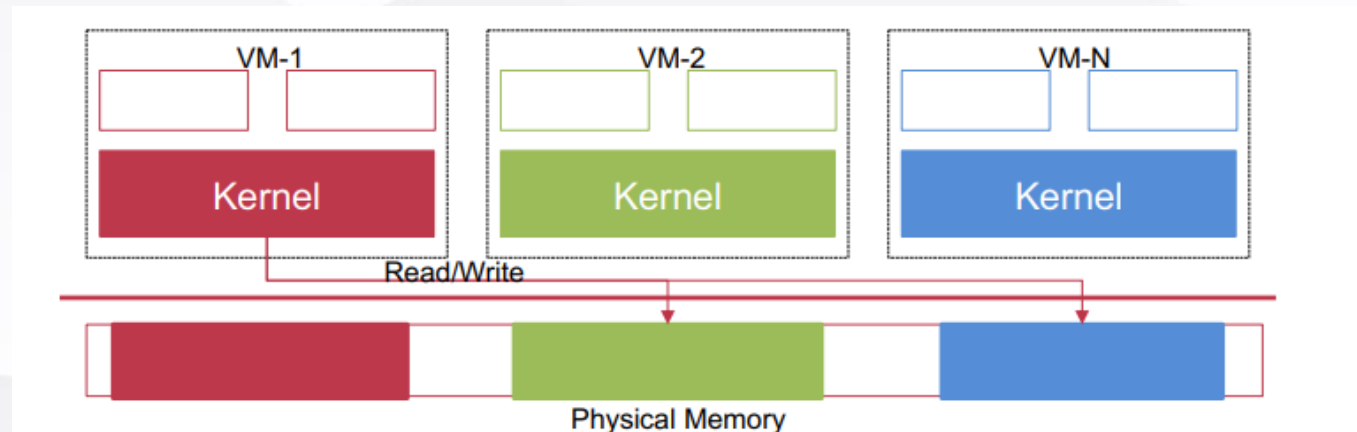 VM-1
VM-2
VM-N
Kernel
Kernel
Kernel
Read/Write
Physical Memory